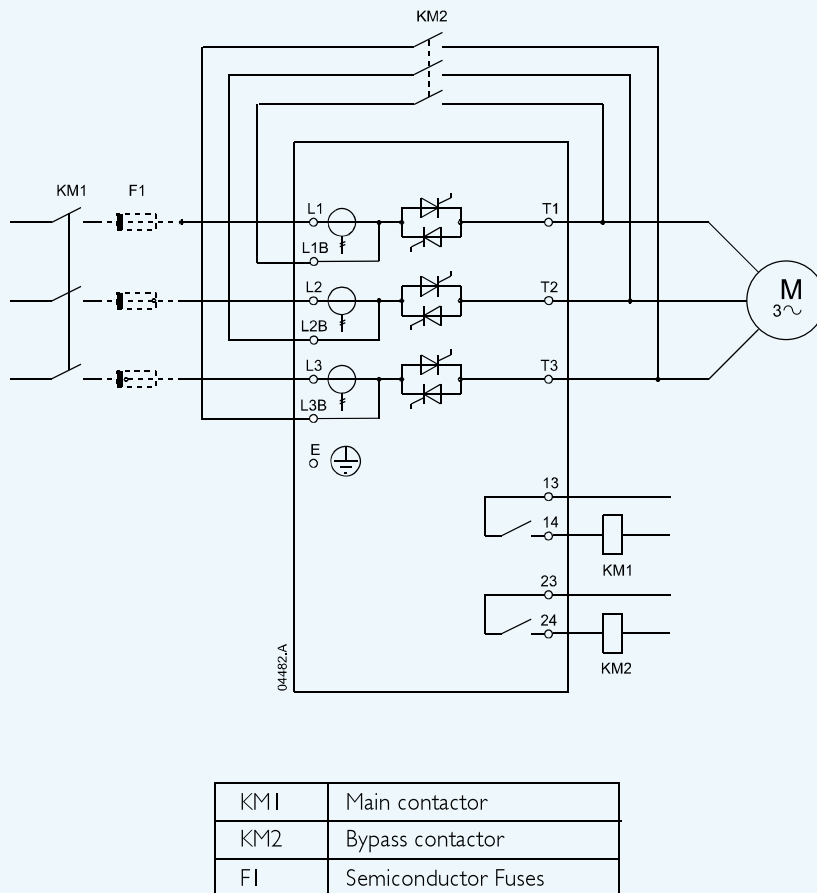 KM2
KM1
F1
L1
T1
L1B
L2
T2
M
3
L2B
L3
T3
L3B
E
13
14
KM1
23
24
KM2
04482.A
KM1 Main contactor
KM2 Bypass contactor
F1 Semiconductor Fuses